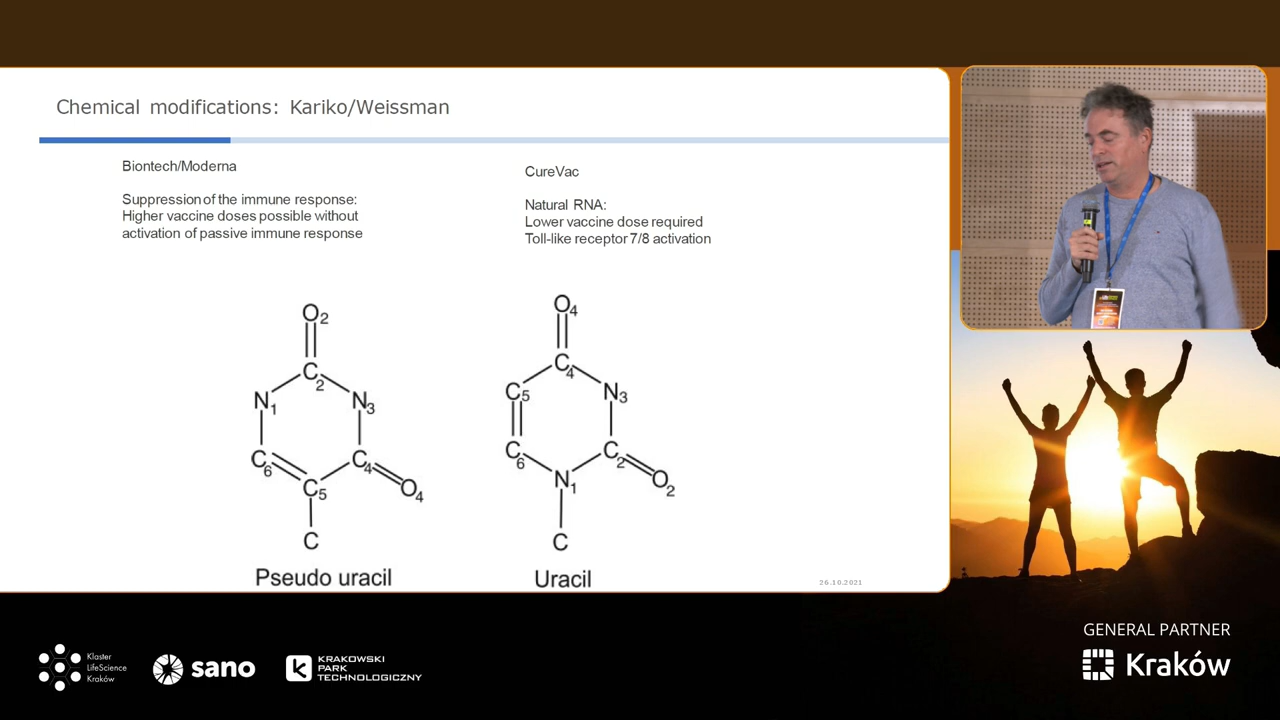 Chemical modifications: Kariko/Weissman
Biontech/Moderna
Suppression of the immune response:
Higher vaccine doses possible without
activation of passive immune response
CureVac
Natural RNA:
Lower vaccine dose required
Toll-like receptor 7/8 activation
O2
C2
N1
N3
C6
C4
C5
O4
C
Pseudo uracil
O4
C4
C5
N3
C6
C2
N1
O2
C
Uracil
26.10.2021
Klaster
LifeScience
Kraków
sano
KRAKOWSKI
PARK
TECHNOLOGICZNY
GENERAL PARTNER
Kraków